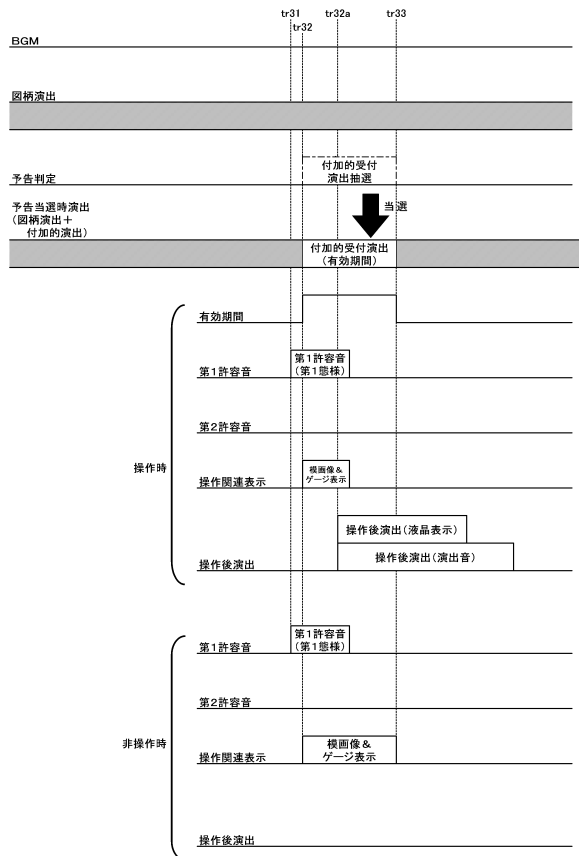 tr31
tr32
tr32a
tr33
BGM
図柄演出
付加的受付
演出抽選
予告判定
当選
予告当選時演出
(図柄演出+
付加的演出)
付加的受付演出
(有効期間)
操作時
有効期間
第1許容音
(第1態様)
第1許容音
第2許容音
模画像&
ゲージ表示
操作関連表示
操作後演出(液晶表示)
操作後演出(演出音)
操作後演出
非操作時
第1許容音
(第1態様)
第1許容音
第2許容音
模画像&
ゲージ表示
操作関連表示
操作後演出